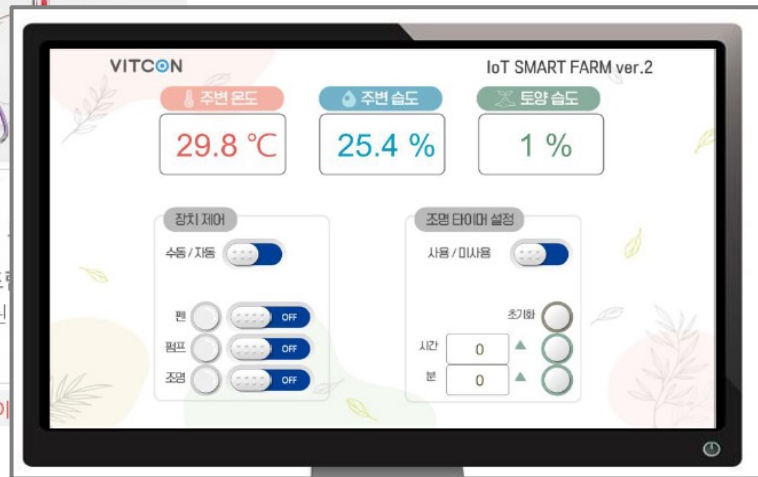 VITCON
IoT SMART FARM ver.2
주변 온도
주변 습도
토양 습도
29.8 ℃
25.4 %
1 %
장치 제어
조명 타이머 설정
수동 / 자동
사용 / 미사용
펜
OFF
초기화
펌프
OFF
시간
0
조명
OFF
분
0